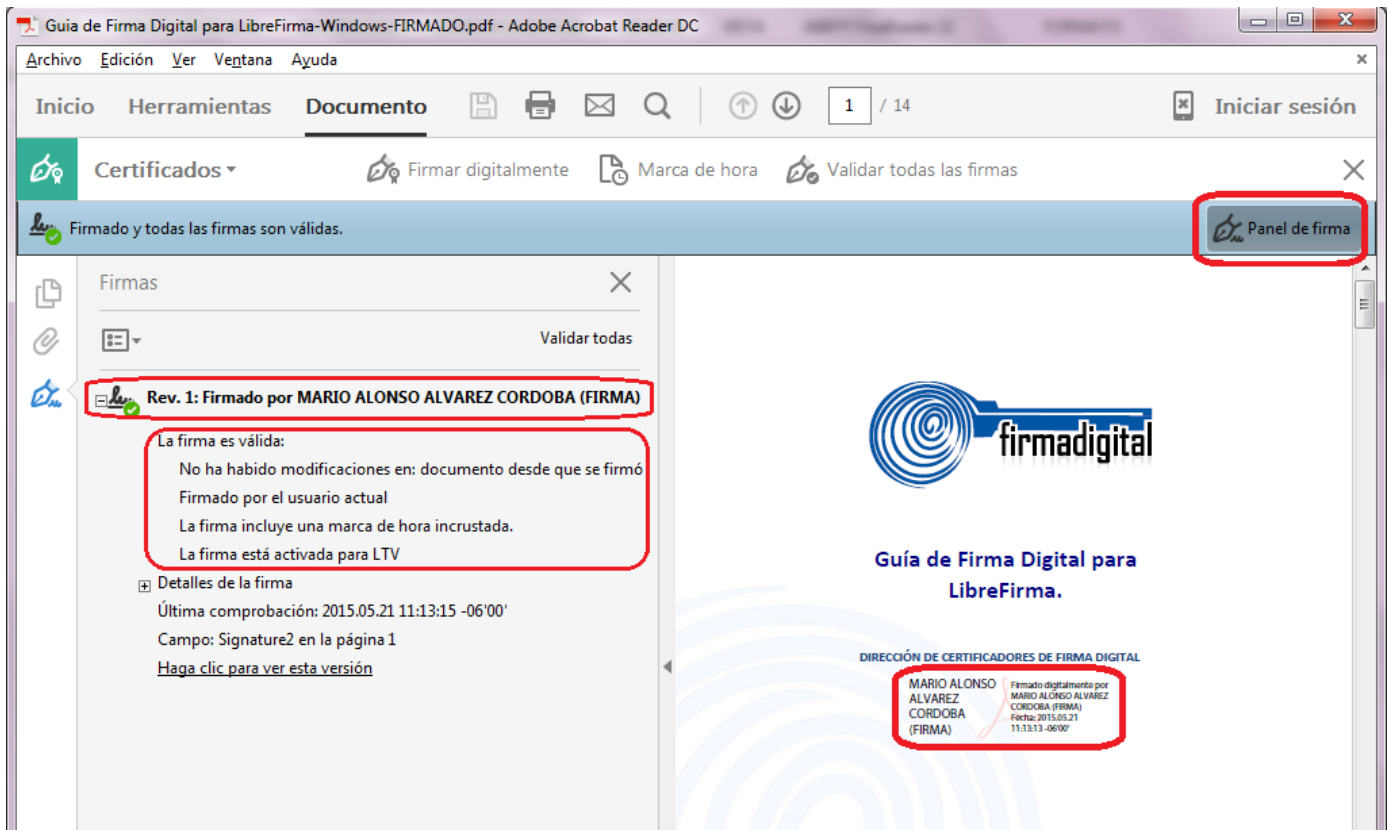 Guia de Firma Digital para LibreFirma-Windows-FIRMADO.pdf - Adobe Acrobat Reader DC
Archivo Edición Ver Ventana Ayuda
Inicio Herramientas Documento 1 / 14 Iniciar sesión
Certificados Firmar digitalmente Marca de hora Validar todas las firmas
Firmado y todas las firmas son válidas. Panel de firma
Firmas
Validar todas
Rev. 1: Firmado por MARIO ALONSO ALVAREZ CORDOBA (FIRMA)
La firma es válida:
No ha habido modificaciones en: documento desde que se firmó
Firmado por el usuario actual
La firma incluye una marca de hora incrustada.
La firma está activada para LTV
Detalles de la firma
Última comprobación: 2015.05.21 11:13:15 -06'00'
Campo: Signature2 en la página 1
Haga clic para ver esta versión
firmadigital
Guía de Firma Digital para
LibreFirma.
DIRECCIÓN DE CERTIFICADORES DE FIRMA DIGITAL
MARIO ALONSO
ALVAREZ
CORDOBA
(FIRMA)
Firmado digitalmente por
MARIO ALONSO ALVAREZ
CORDOBA (FIRMA)
Fecha: 2015.05.21
11:13:13 -06'00'